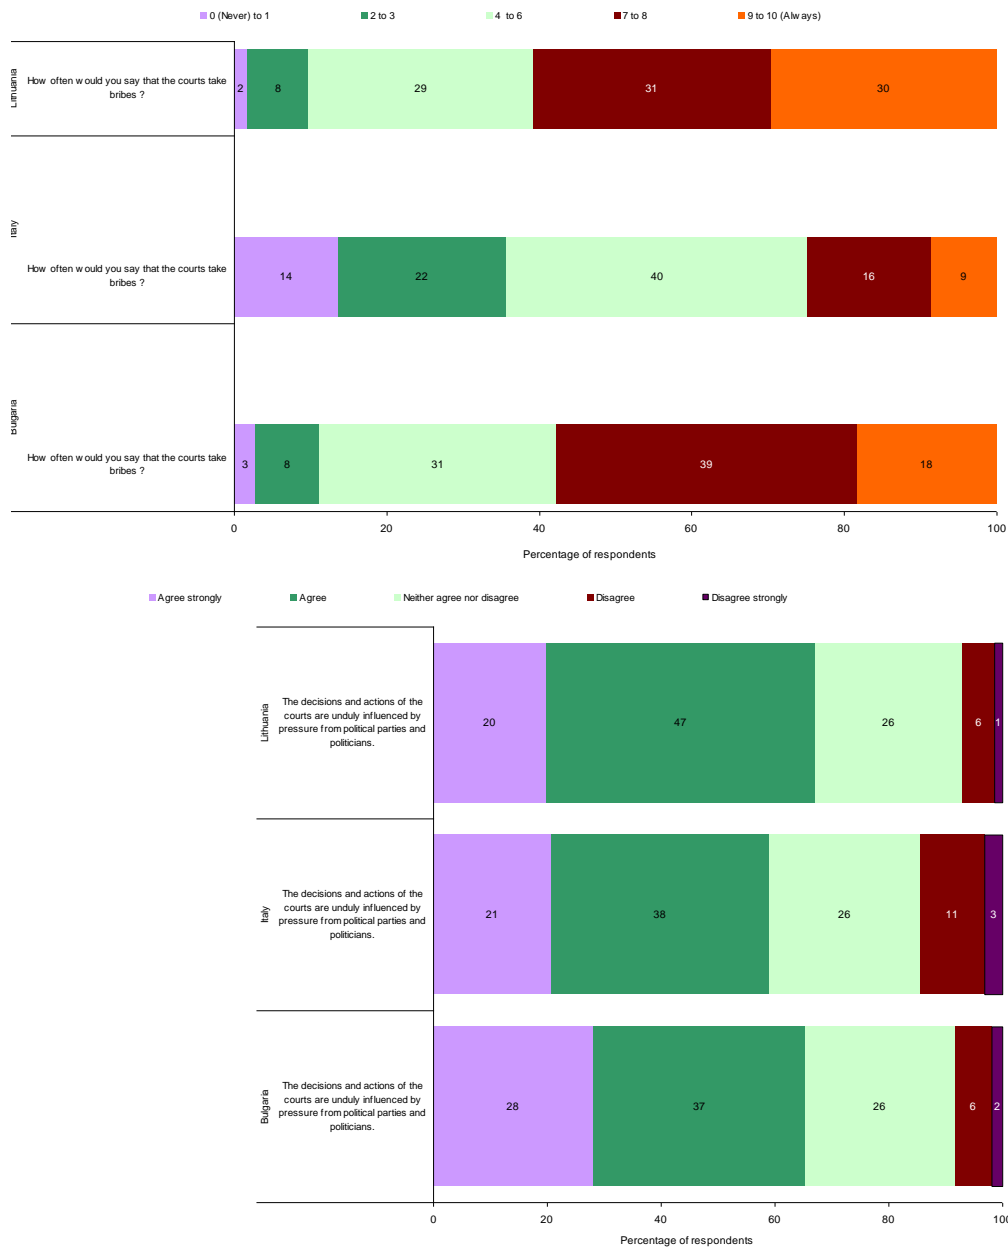 0 (Never) to 1 2 to 3 4 to 6 7 to 8 9 to 10 (Always)
Lithuania
How often would you say that the courts take
bribes ?
2 8 29 31 30
Italy
How often would you say that the courts take
bribes ?
14 22 40 16 9
Bulgaria
How often would you say that the courts take
bribes ?
3 8 31 39 18
0 20 40 60 80 100
Percentage of respondents
Agree strongly Agree Neither agree nor disagree Disagree Disagree strongly
Lithuania
The decisions and actions of the
courts are unduly influenced by
pressure from political parties and
politicians.
20 47 26 6 1
Italy
The decisions and actions of the
courts are unduly influenced by
pressure from political parties and
politicians.
21 38 26 11 3
Bulgaria
The decisions and actions of the
courts are unduly influenced by
pressure from political parties and
politicians.
28 37 26 6 2
0 20 40 60 80 100
Percentage of respondents